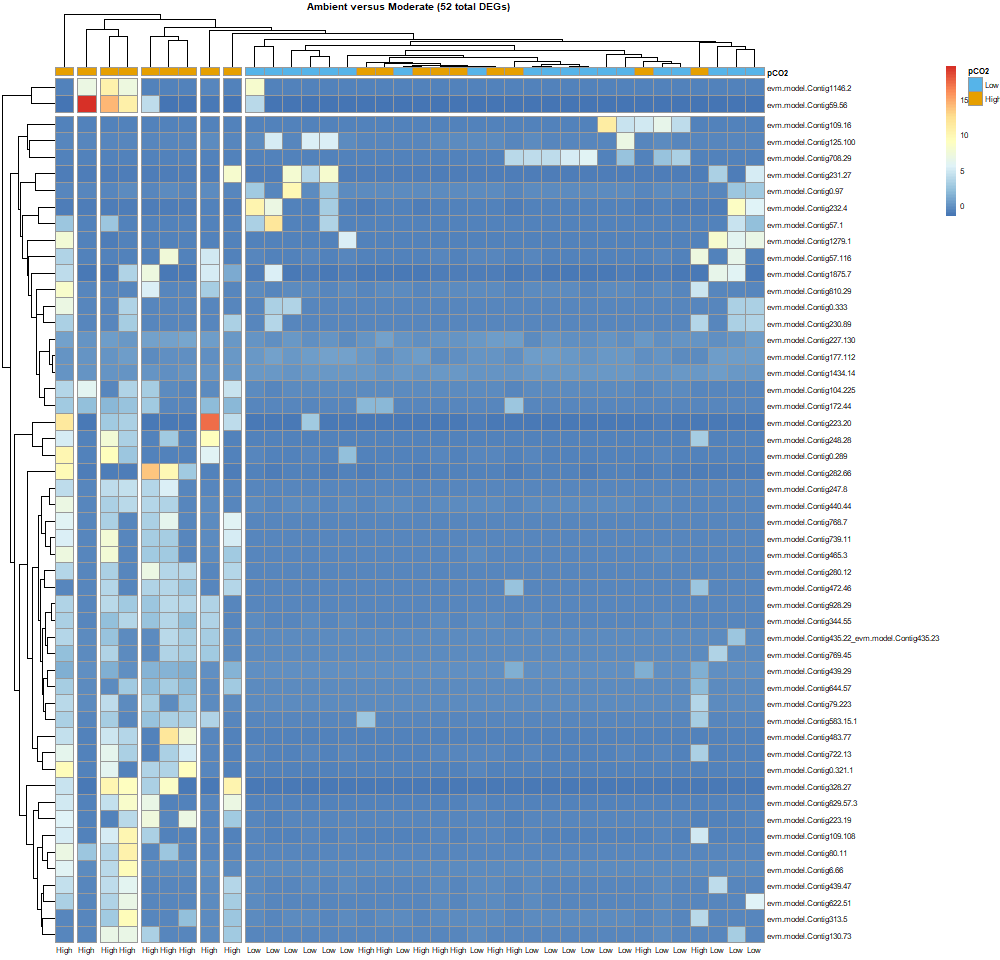 Ambient versus Moderate (52 total DEGs)
pCO2
evm.model.Contig1146.2
evm.model.Contig59.56
evm.model.Contig109.16
evm.model.Contig125.100
evm.model.Contig708.29
evm.model.Contig231.27
evm.model.Contig0.97
evm.model.Contig232.4
evm.model.Contig57.1
evm.model.Contig1279.1
evm.model.Contig57.116
evm.model.Contig1875.7
evm.model.Contig810.29
evm.model.Contig0.333
evm.model.Contig230.89
evm.model.Contig227.130
evm.model.Contig177.112
evm.model.Contig1434.14
evm.model.Contig104.225
evm.model.Contig172.44
evm.model.Contig223.20
evm.model.Contig248.28
evm.model.Contig0.289
evm.model.Contig282.66
evm.model.Contig247.8
evm.model.Contig440.44
evm.model.Contig768.7
evm.model.Contig739.11
evm.model.Contig465.3
evm.model.Contig280.12
evm.model.Contig472.46
evm.model.Contig928.29
evm.model.Contig344.55
evm.model.Contig435.22_evm.model.Contig435.23
evm.model.Contig769.45
evm.model.Contig439.29
evm.model.Contig644.57
evm.model.Contig79.223
evm.model.Contig583.15.1
evm.model.Contig483.77
evm.model.Contig722.13
evm.model.Contig0.321.1
evm.model.Contig328.27
evm.model.Contig829.57.3
evm.model.Contig223.19
evm.model.Contig109.108
evm.model.Contig80.11
evm.model.Contig6.66
evm.model.Contig439.47
evm.model.Contig622.51
evm.model.Contig313.5
evm.model.Contig130.73
High High High High High High High High High Low Low Low Low Low Low High High Low High High High Low High High Low Low Low Low Low Low High Low Low High Low Low Low
15
10
5
0
pCO2
Low
High